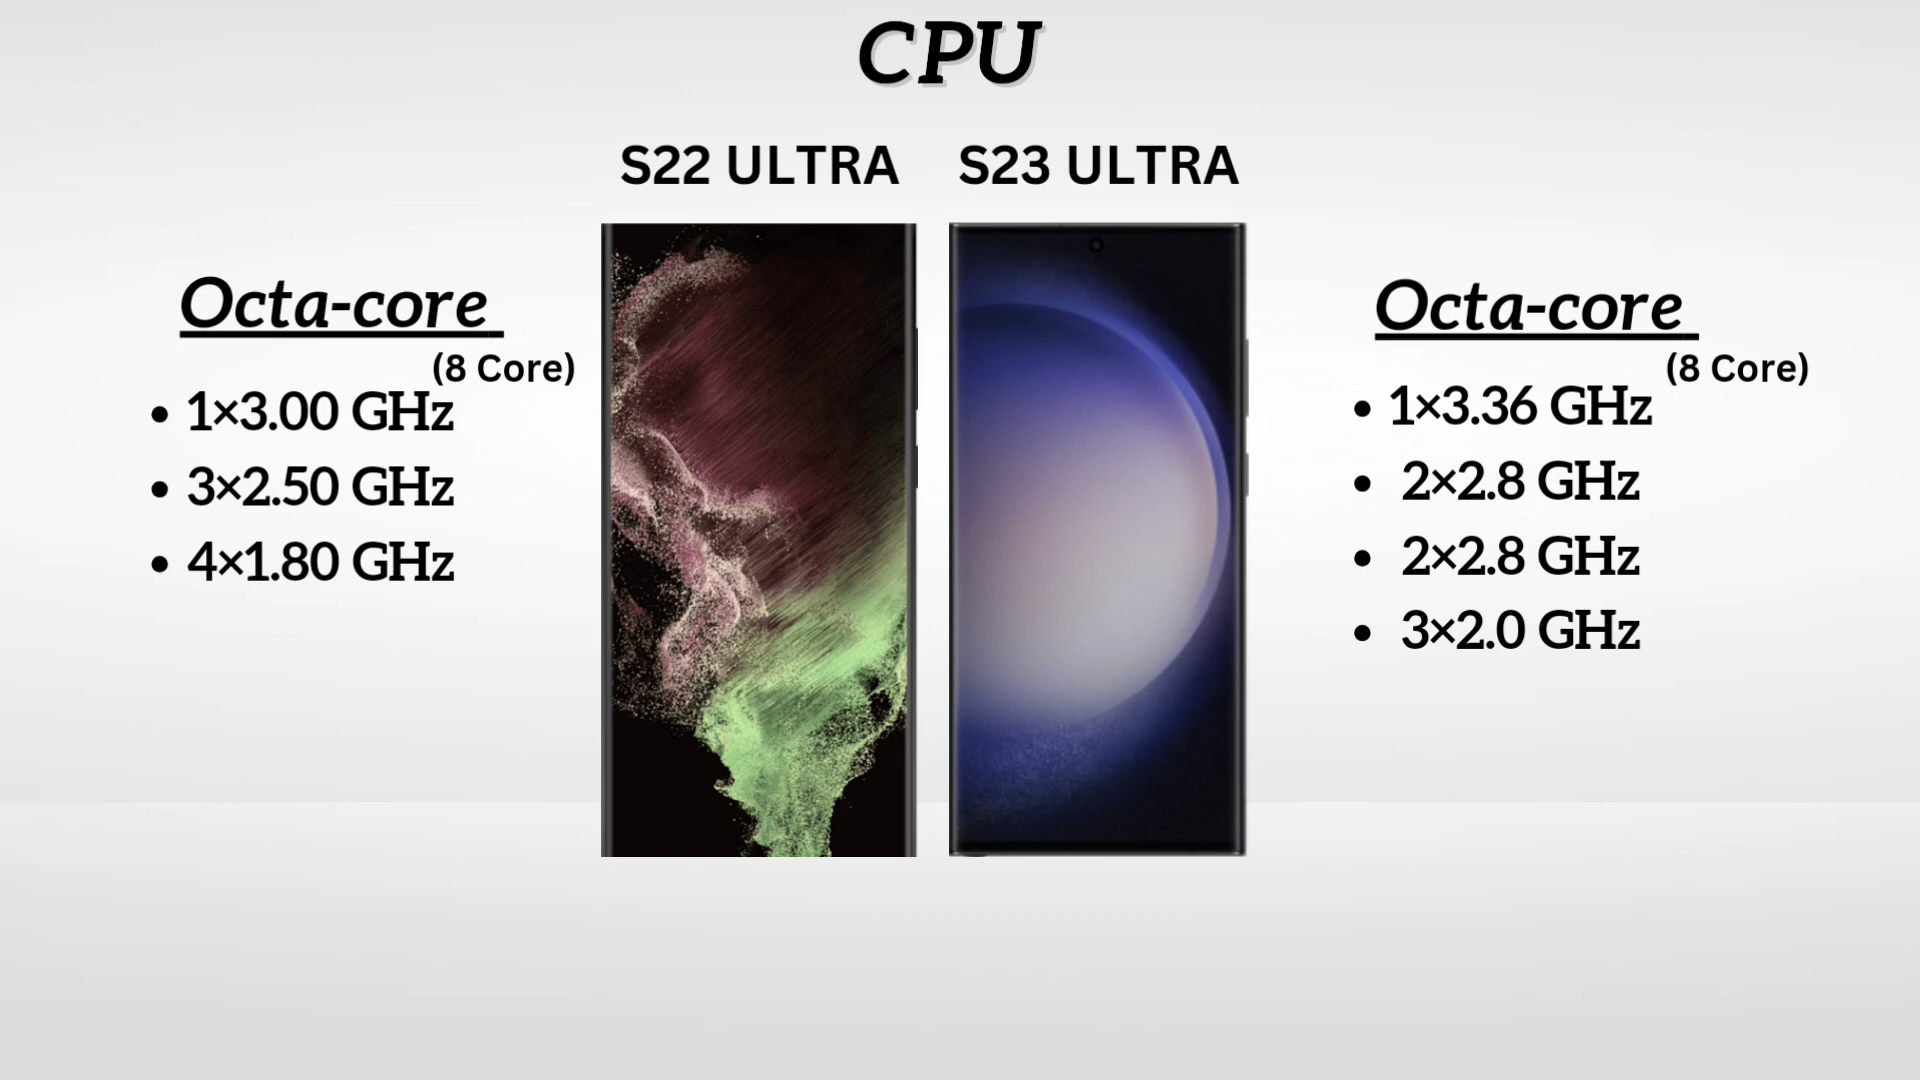 CPU
S22 ULTRA
S23 ULTRA
Octa-core
(8 Core)
• 1×3.00 GHz
• 3×2.50 GHz
• 4×1.80 GHz
Octa-core
(8 Core)
• 1×3.36 GHz
• 2×2.8 GHz
• 2×2.8 GHz
• 3×2.0 GHz